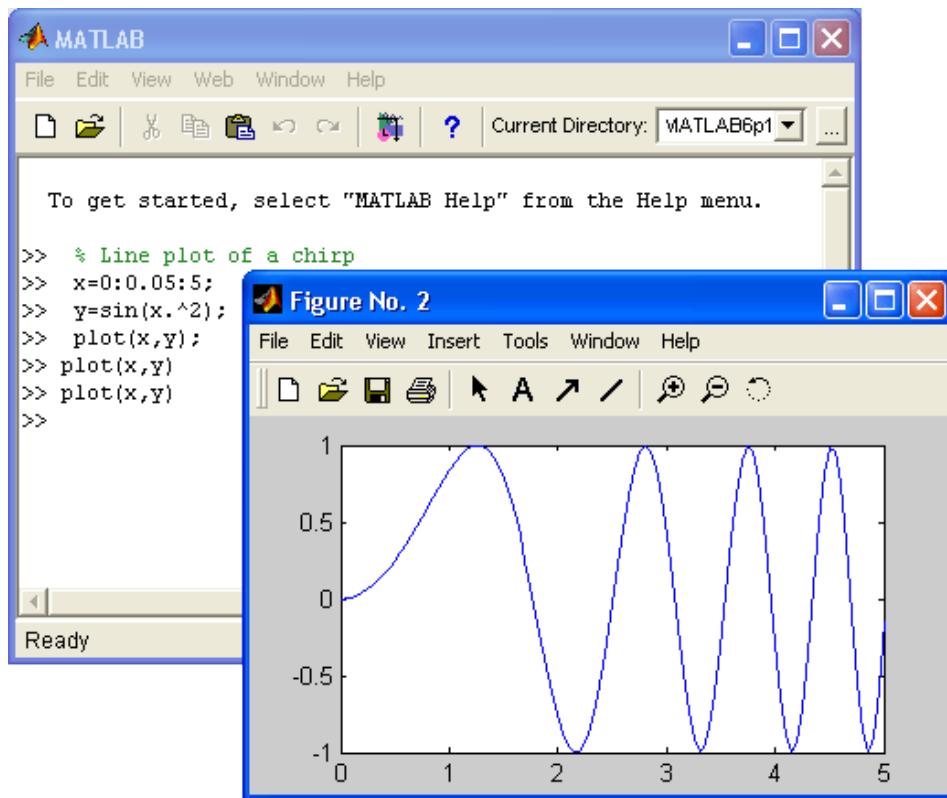 MATLAB
File Edit View Web Window Help
? Current Directory: MATLAB6p1 ...
To get started, select "MATLAB Help" from the Help menu.
>> % Line plot of a chirp
>> x=0:0.05:5;
>> y=sin(x.^2);
>> plot(x,y);
>> plot(x,y)
>> plot(x,y)
>>
Ready
Figure No. 2
File Edit View Insert Tools Window Help
A
1
0.5
0
-0.5
-1
0 1 2 3 4 5